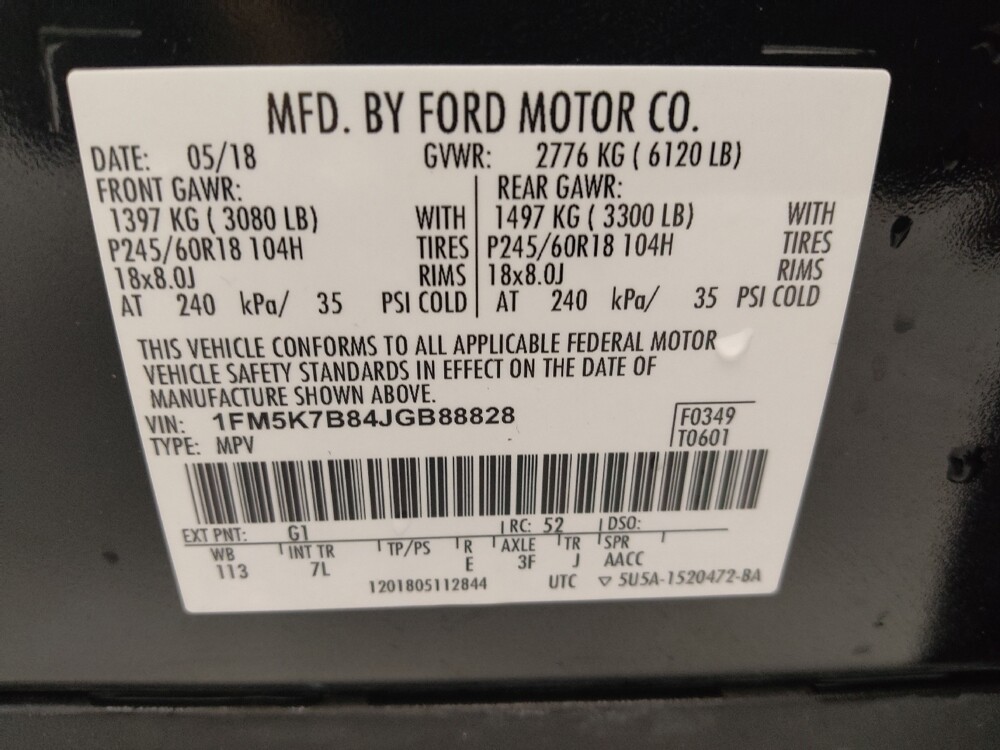 MFD. BY FORD MOTOR CO.
DATE: 05/18 GVWR: 2776 KG ( 6120 LB)
FRONT GAWR: REAR GAWR:
1397 KG ( 3080 LB) WITH 1497 KG ( 3300 LB) WITH
P245/60R18 104H TIRES P245/60R18 104H TIRES
18x8.0J RIMS 18x8.0J RIMS
AT 240 kPa/ 35 PSI COLD AT 240 kPa/ 35 PSI COLD
THIS VEHICLE CONFORMS TO ALL APPLICABLE FEDERAL MOTOR
VEHICLE SAFETY STANDARDS IN EFFECT ON THE DATE OF
MANUFACTURE SHOWN ABOVE.
VIN: 1FM5K7B84JGB88828 F0349
TYPE: MPV T0601
EXT PNT: G1 RC: 52 DSO:
WB INT TR TP/PS R AXLE TR SPR
113 7L E 3F J AACC
1201805112844 UTC ▽ 5U5A-1520472-BA